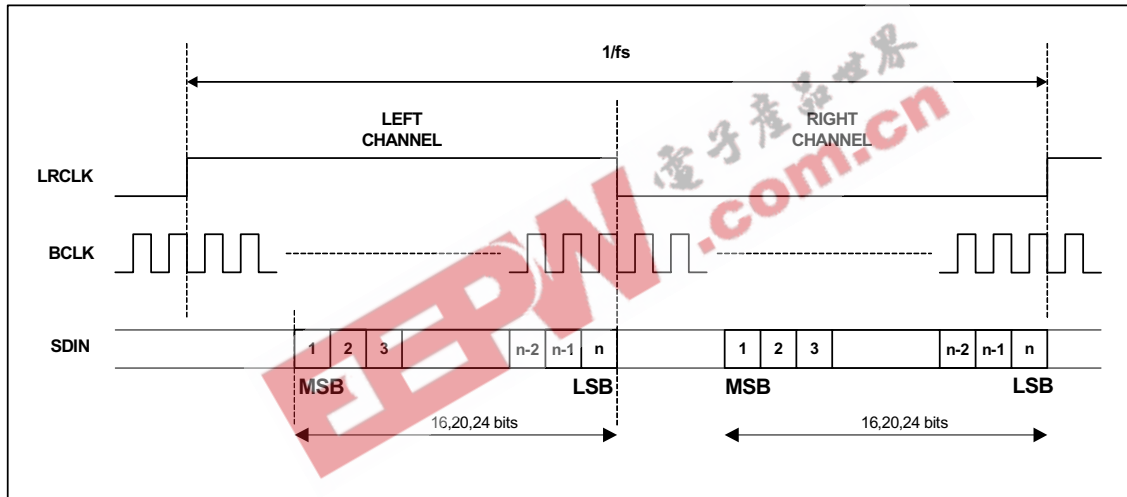 1/fs
LEFT
CHANNEL
RIGHT
CHANNEL
LRCLK
BCLK
SDIN
1 2 3 n-2 n-1 n 1 2 3 n-2 n-1 n
MSB LSB MSB LSB
16,20,24 bits 16,20,24 bits
電子產品世界
EEPW.com.cn